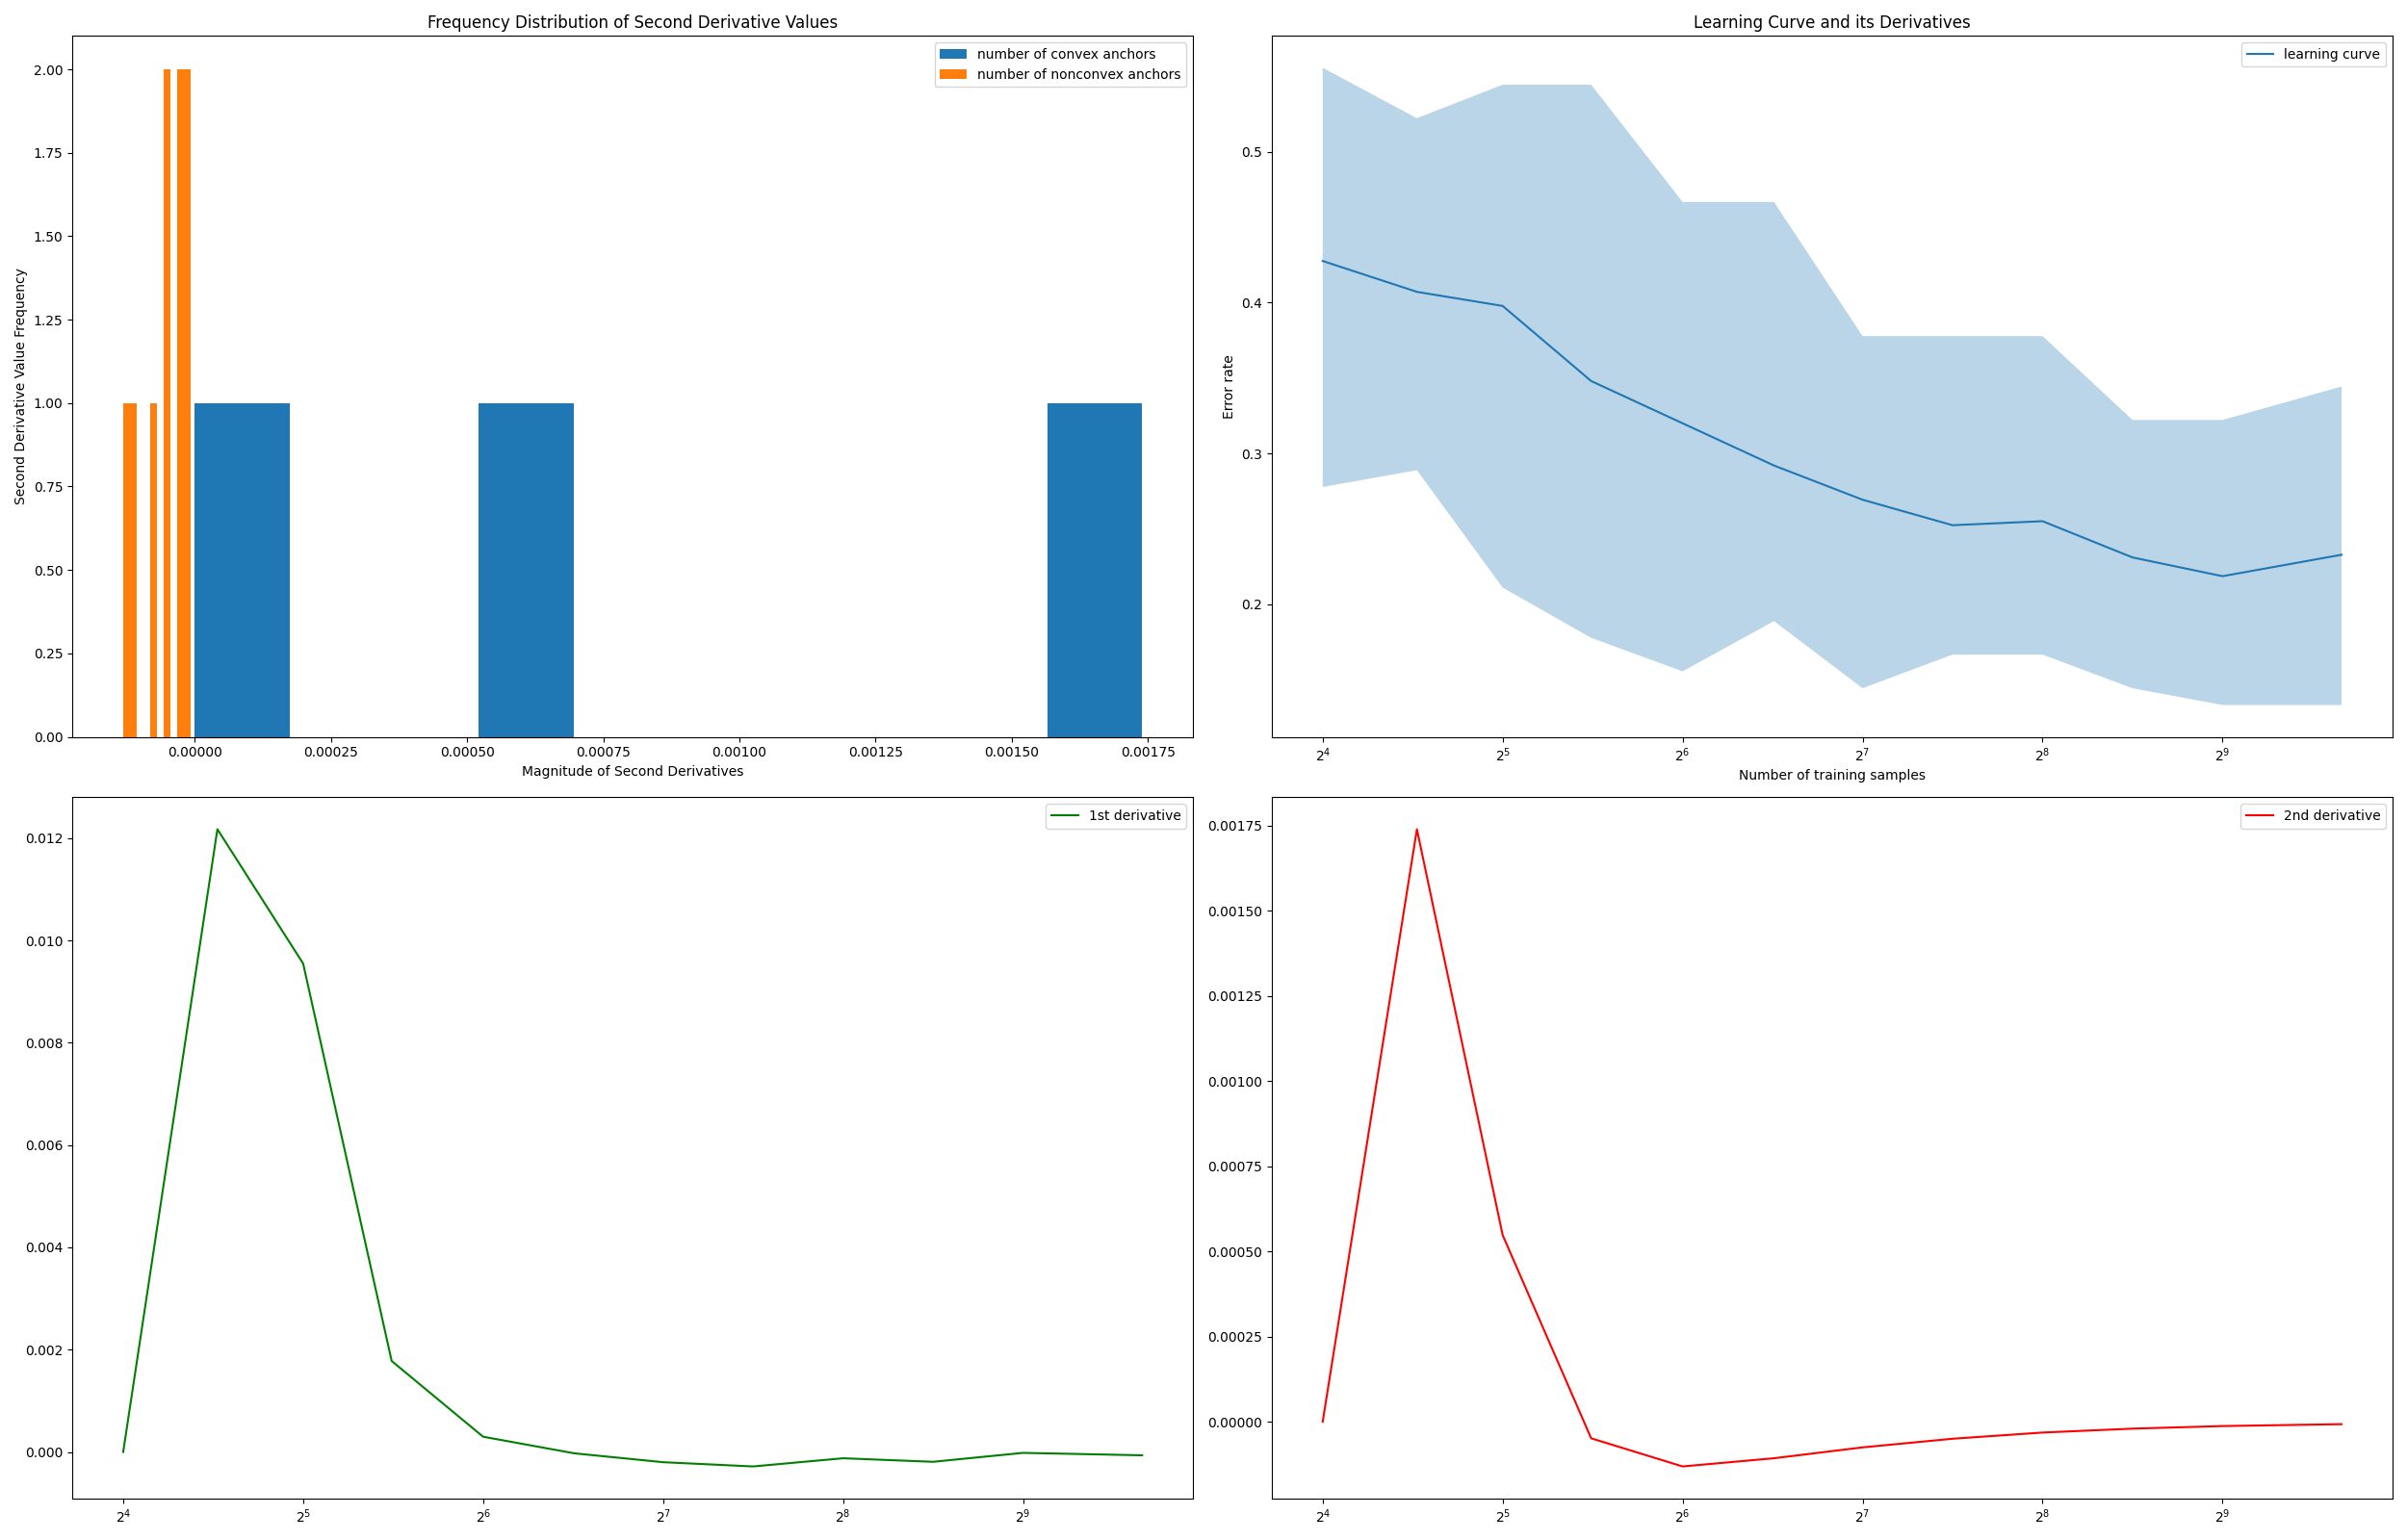 Frequency Distribution of Second Derivative Values
number of convex anchors
number of nonconvex anchors
2.00
1.75
1.50
1.25
1.00
0.75
0.50
0.25
0.00
Second Derivative Value Frequency
0.00000 0.00025 0.00050 0.00075 0.00100 0.00125 0.00150 0.00175
Magnitude of Second Derivatives
Learning Curve and its Derivatives
learning curve
0.5
0.4
0.3
0.2
Error rate
2⁴ 2⁵ 2⁶ 2⁷ 2⁸ 2⁹
Number of training samples
1st derivative
0.012
0.010
0.008
0.006
0.004
0.002
0.000
2⁴ 2⁵ 2⁶ 2⁷ 2⁸ 2⁹
2nd derivative
0.00175
0.00150
0.00125
0.00100
0.00075
0.00050
0.00025
0.00000
2⁴ 2⁵ 2⁶ 2⁷ 2⁸ 2⁹